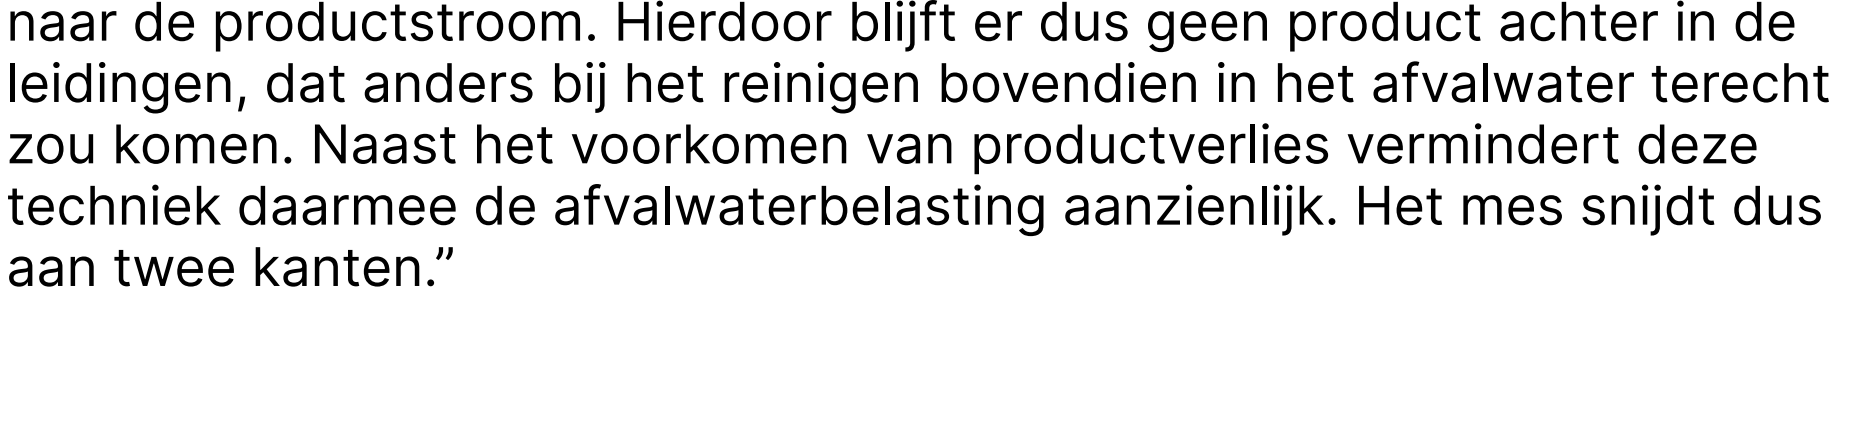 naar de productstroom. Hierdoor blijft er dus geen product achter in de
leidingen, dat anders bij het reinigen bovendien in het afvalwater terecht
zou komen. Naast het voorkomen van productverlies vermindert deze
techniek daarmee de afvalwaterbelasting aanzienlijk. Het mes snijdt dus
aan twee kanten.”